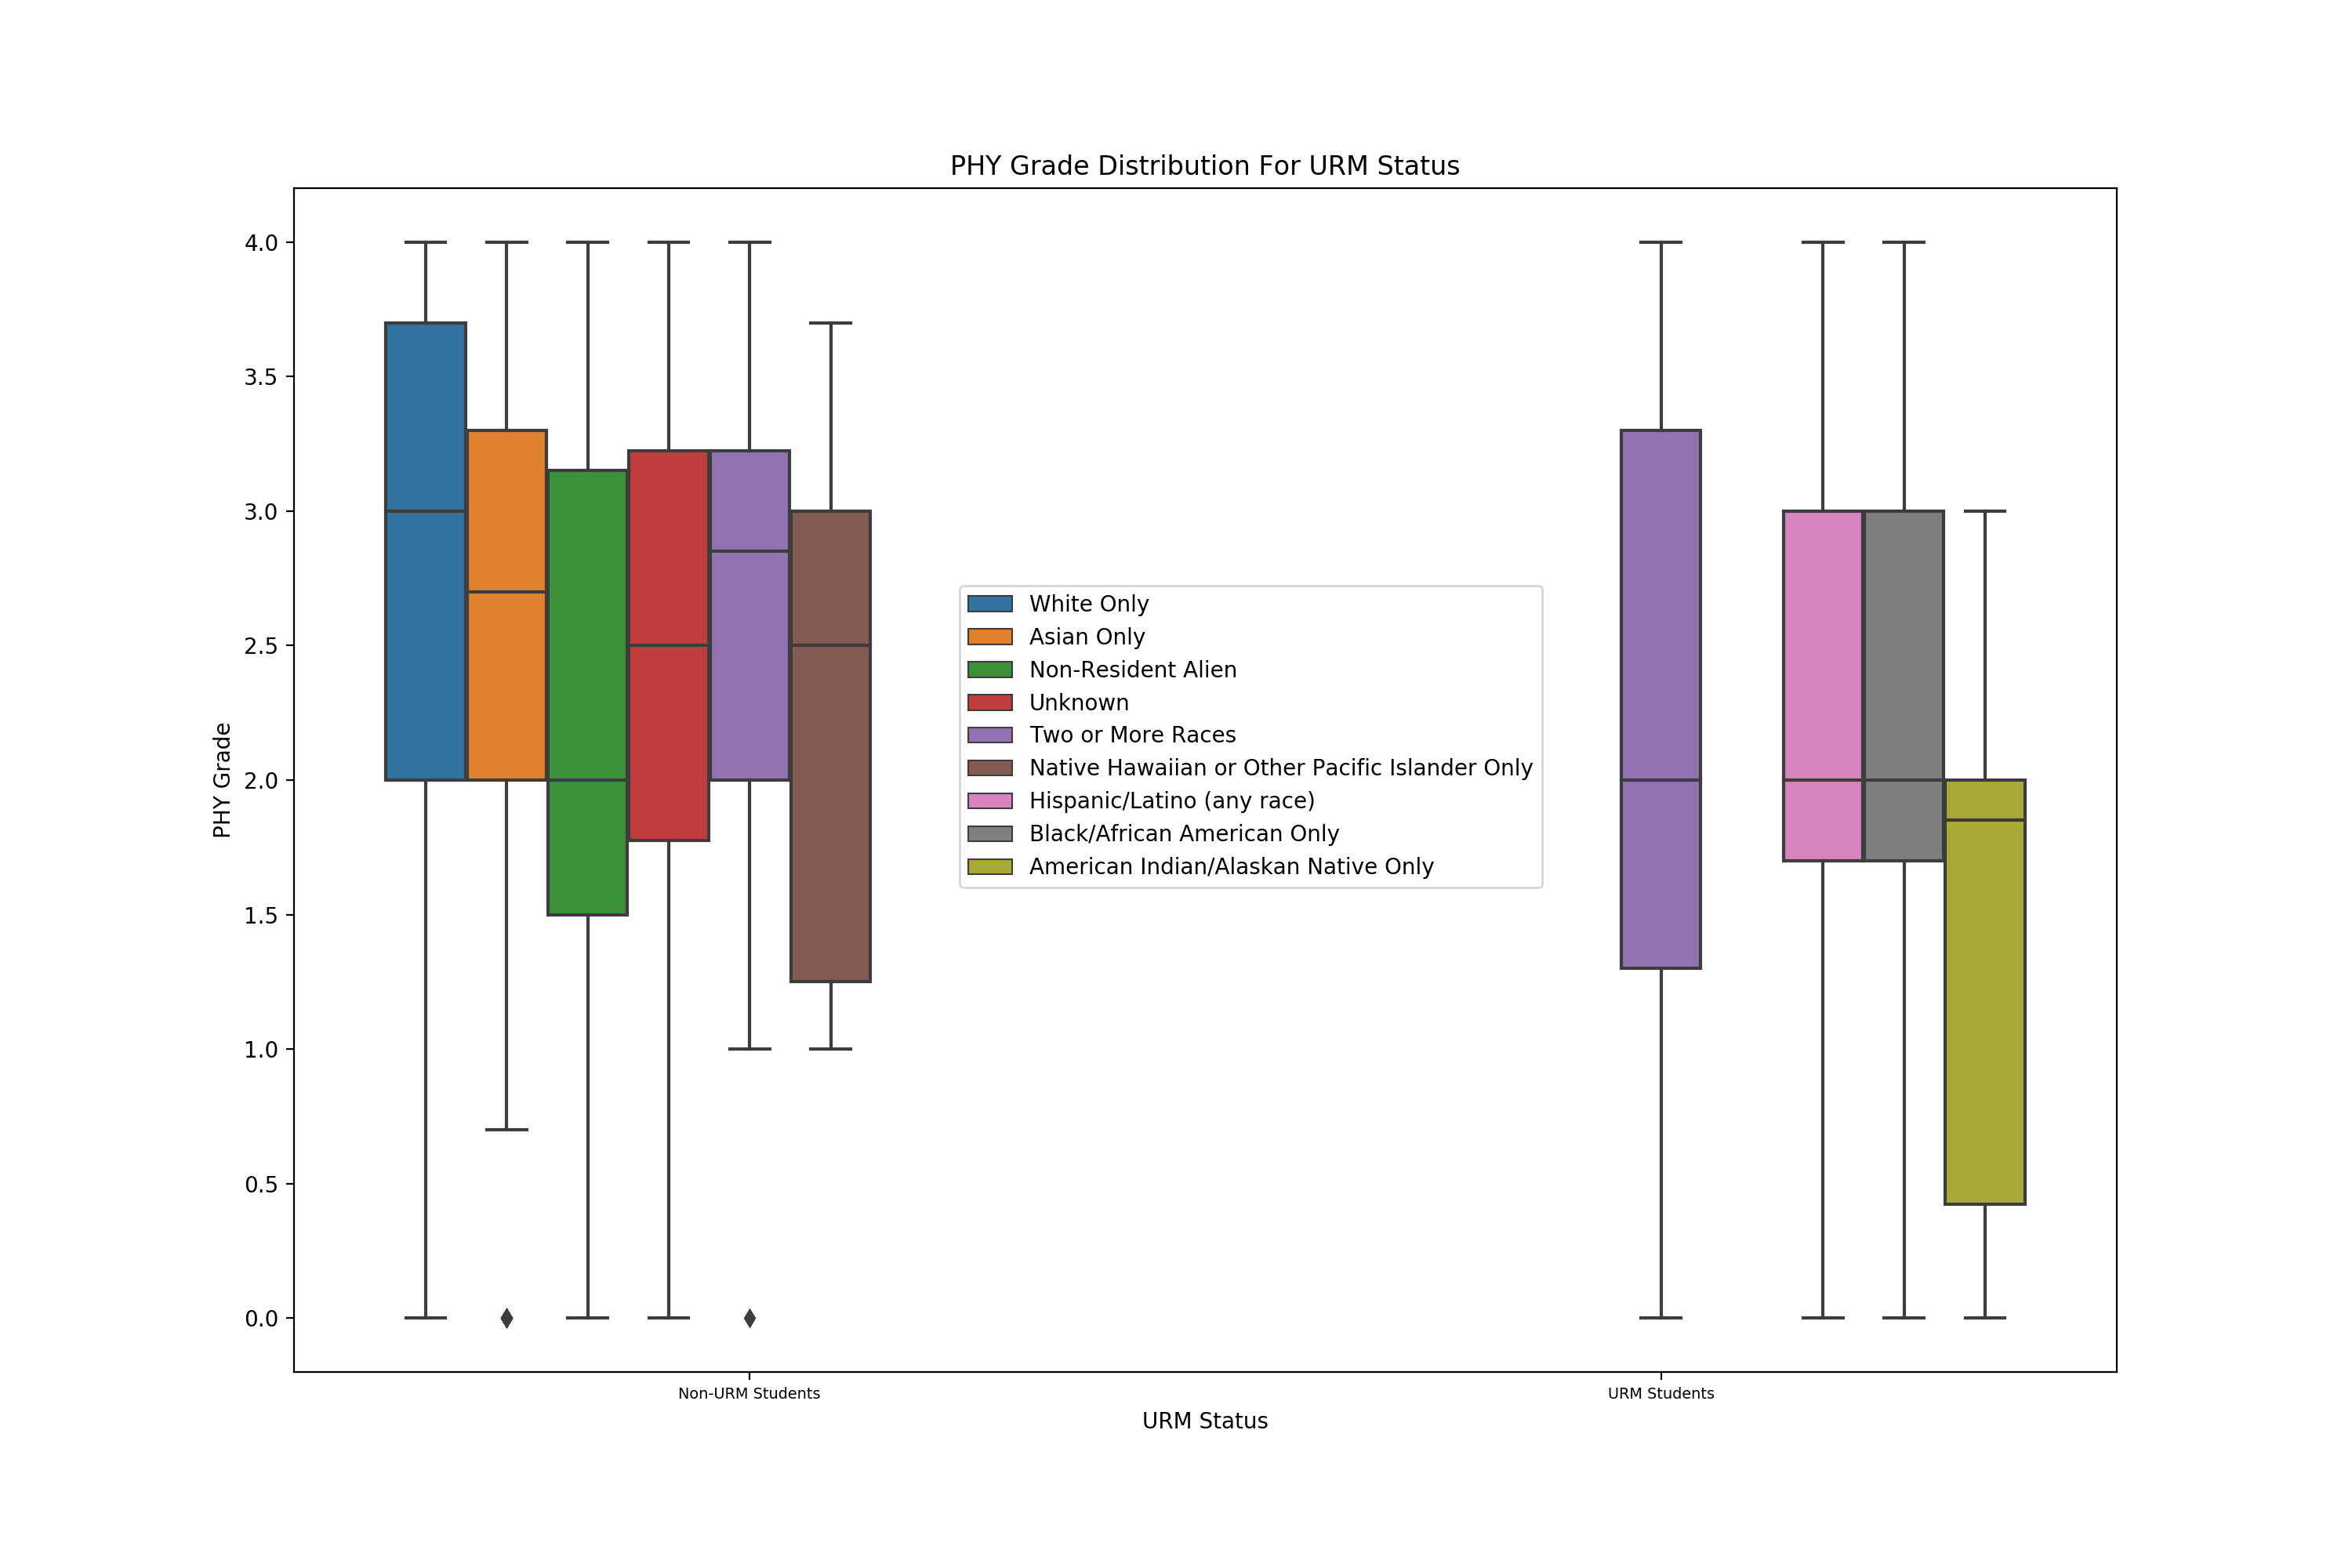 PHY Grade Distribution For URM Status
PHY Grade
4.0
3.5
3.0
2.5
2.0
1.5
1.0
0.5
0.0
White Only
Asian Only
Non-Resident Alien
Unknown
Two or More Races
Native Hawaiian or Other Pacific Islander Only
Hispanic/Latino (any race)
Black/African American Only
American Indian/Alaskan Native Only
Non-URM Students
URM Students
URM Status